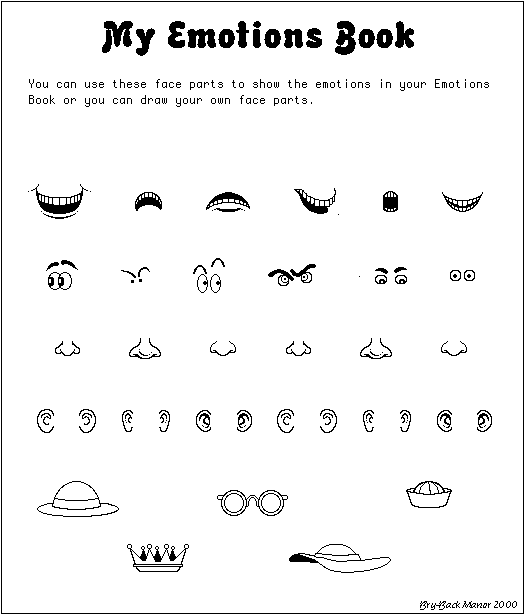 My Emotions Book
You can use these face parts to show the emotions in your Emotions
Book or you can draw your own face parts.
Bry-Back Manor 2000